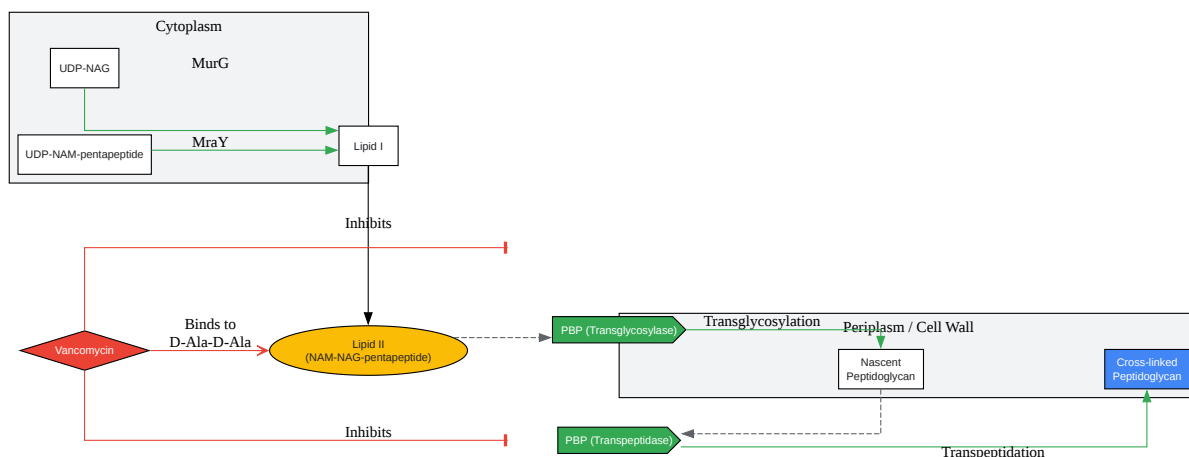 Cytoplasm
MurG
UDP-NAG
UDP-NAM-pentapeptide
MraY
Lipid I
Inhibits
Vancomycin
Binds to
D-Ala-D-Ala
Lipid II
(NAM-NAG-pentapeptide)
PBP (Transglycosylase)
Transglycosylation
Periplasm / Cell Wall
Nascent
Peptidoglycan
Cross-linked
Peptidoglycan
Inhibits
PBP (Transpeptidase)
Transpeptidation